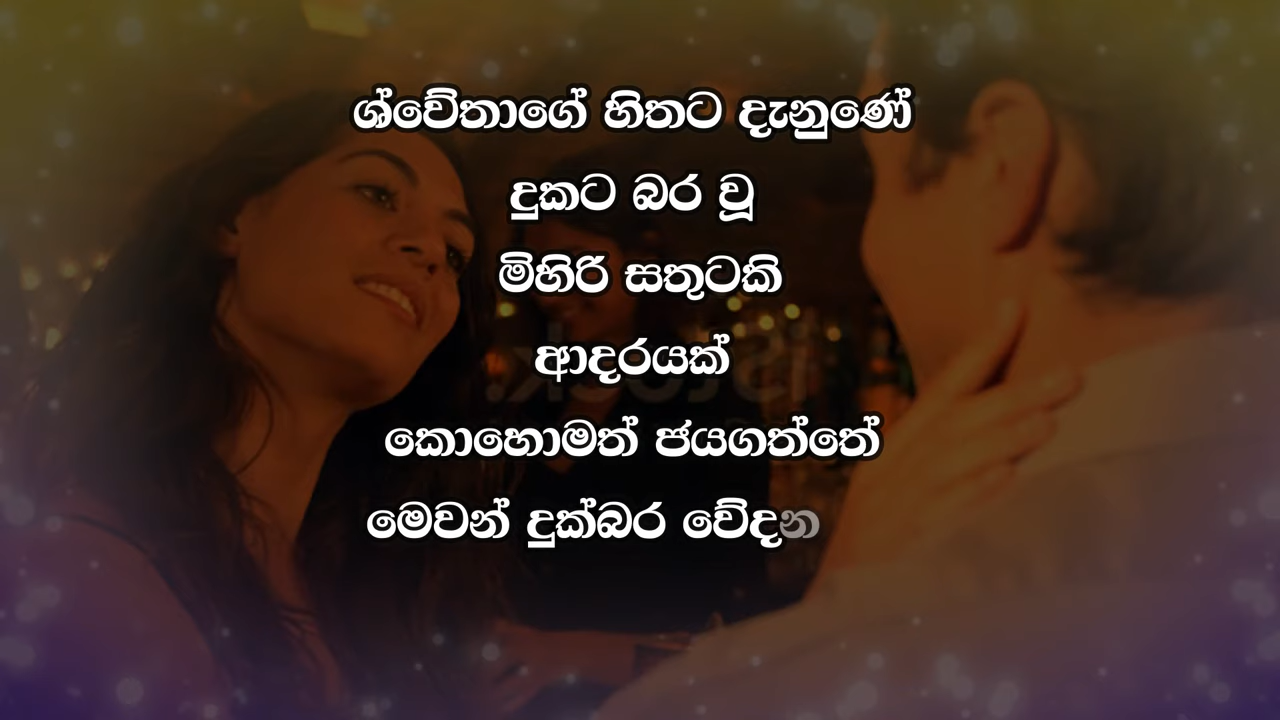 ශ්වේතාගේ හිතට දැනුණේ
දුකට බර වූ
මිහිරි සතුටකි
ආදරයක්
කොහොමත් ජයගත්තේ
මෙවන් දුක්බර වේදන